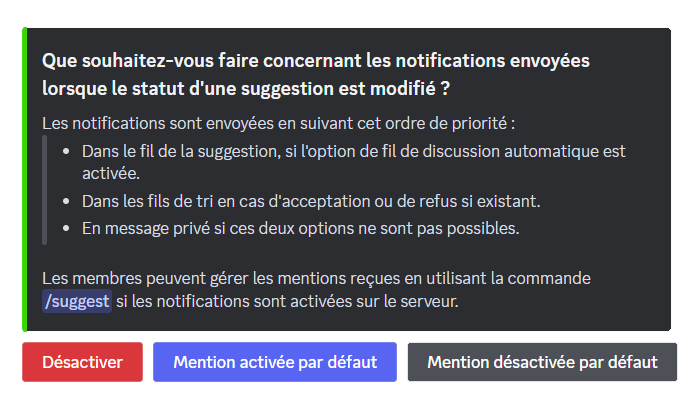 Que souhaitez-vous faire concernant les notifications envoyées
lorsque le statut d'une suggestion est modifié ?
Les notifications sont envoyées en suivant cet ordre de priorité :
• Dans le fil de la suggestion, si l'option de fil de discussion automatique est
activée.
• Dans les fils de tri en cas d'acceptation ou de refus si existant.
• En message privé si ces deux options ne sont pas possibles.
Les membres peuvent gérer les mentions reçues en utilisant la commande
/suggest si les notifications sont activées sur le serveur.
Désactiver Mention activée par défaut Mention désactivée par défaut